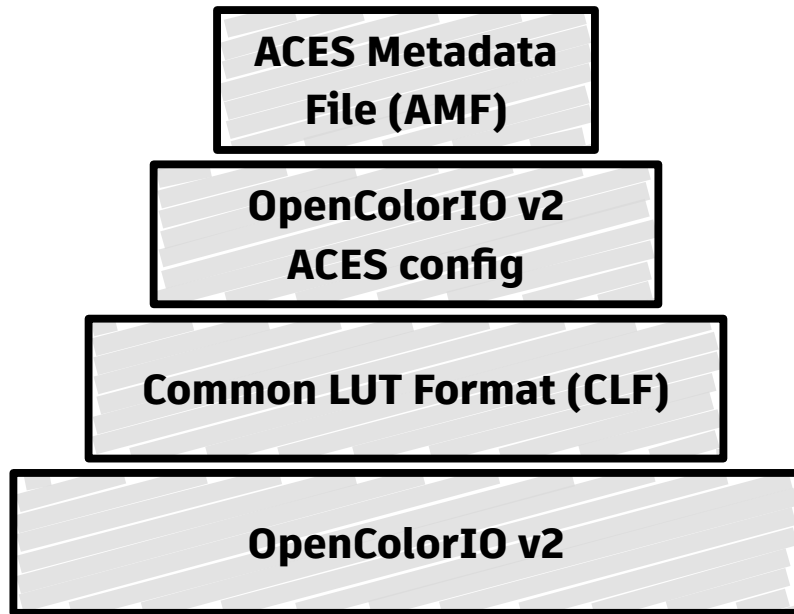 ACES Metadata
File (AMF)
OpenColorIO v2
ACES config
Common LUT Format (CLF)
OpenColorIO v2